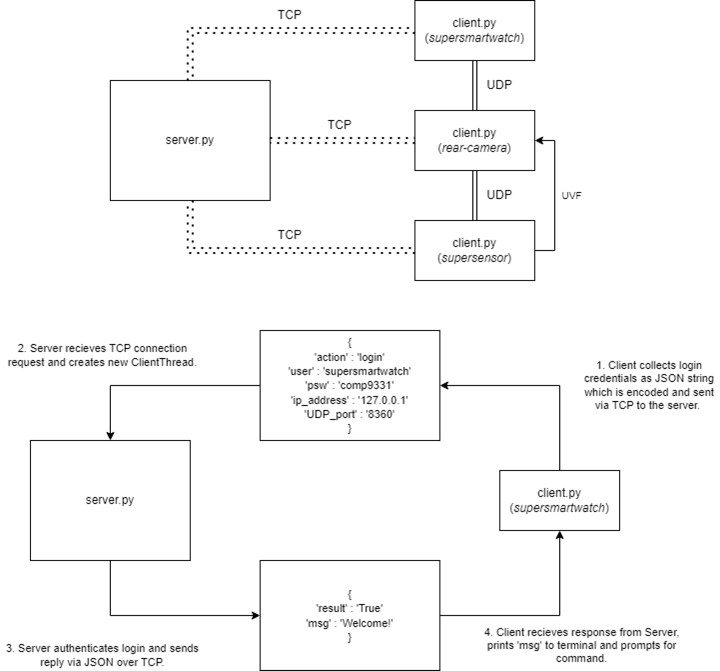 TCP
client.py
(supersmartwatch)
UDP
server.py
TCP
client.py
(rear-camera)
UDP
UVF
TCP
client.py
(supersensor)
2. Server recieves TCP connection
request and creates new ClientThread.
{
'action' : 'login'
'user' : 'supersmartwatch'
'psw' : 'comp9331'
'ip_address' : '127.0.0.1'
'UDP_port' : '8360'
}
1. Client collects login
credentials as JSON string
which is encoded and sent
via TCP to the server.
server.py
client.py
(supersmartwatch)
{
'result' : 'True'
'msg' : 'Welcome!'
}
3. Server authenticates login and sends
reply via JSON over TCP.
4. Client recieves response from Server,
prints 'msg' to terminal and prompts for
command.